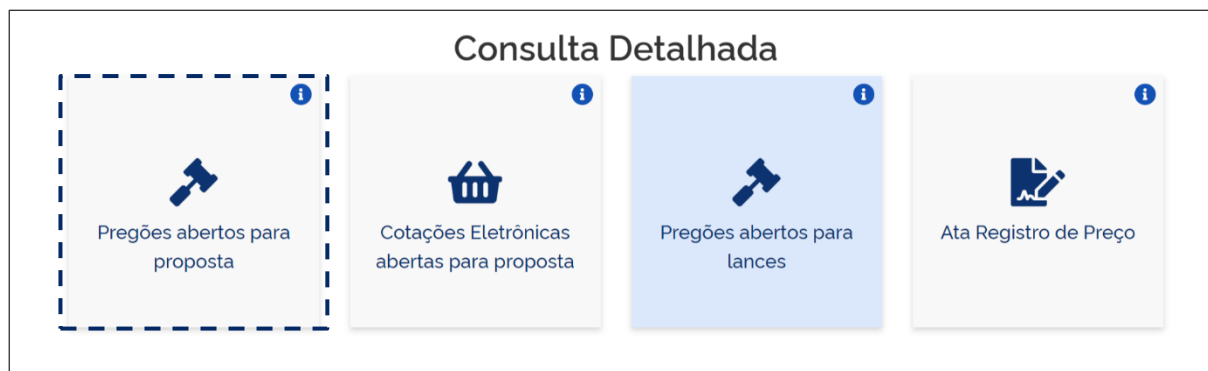 Consulta Detalhada
Pregões abertos para
proposta
Cotações Eletrônicas
abertas para proposta
Pregões abertos para
lances
Ata Registro de Preço